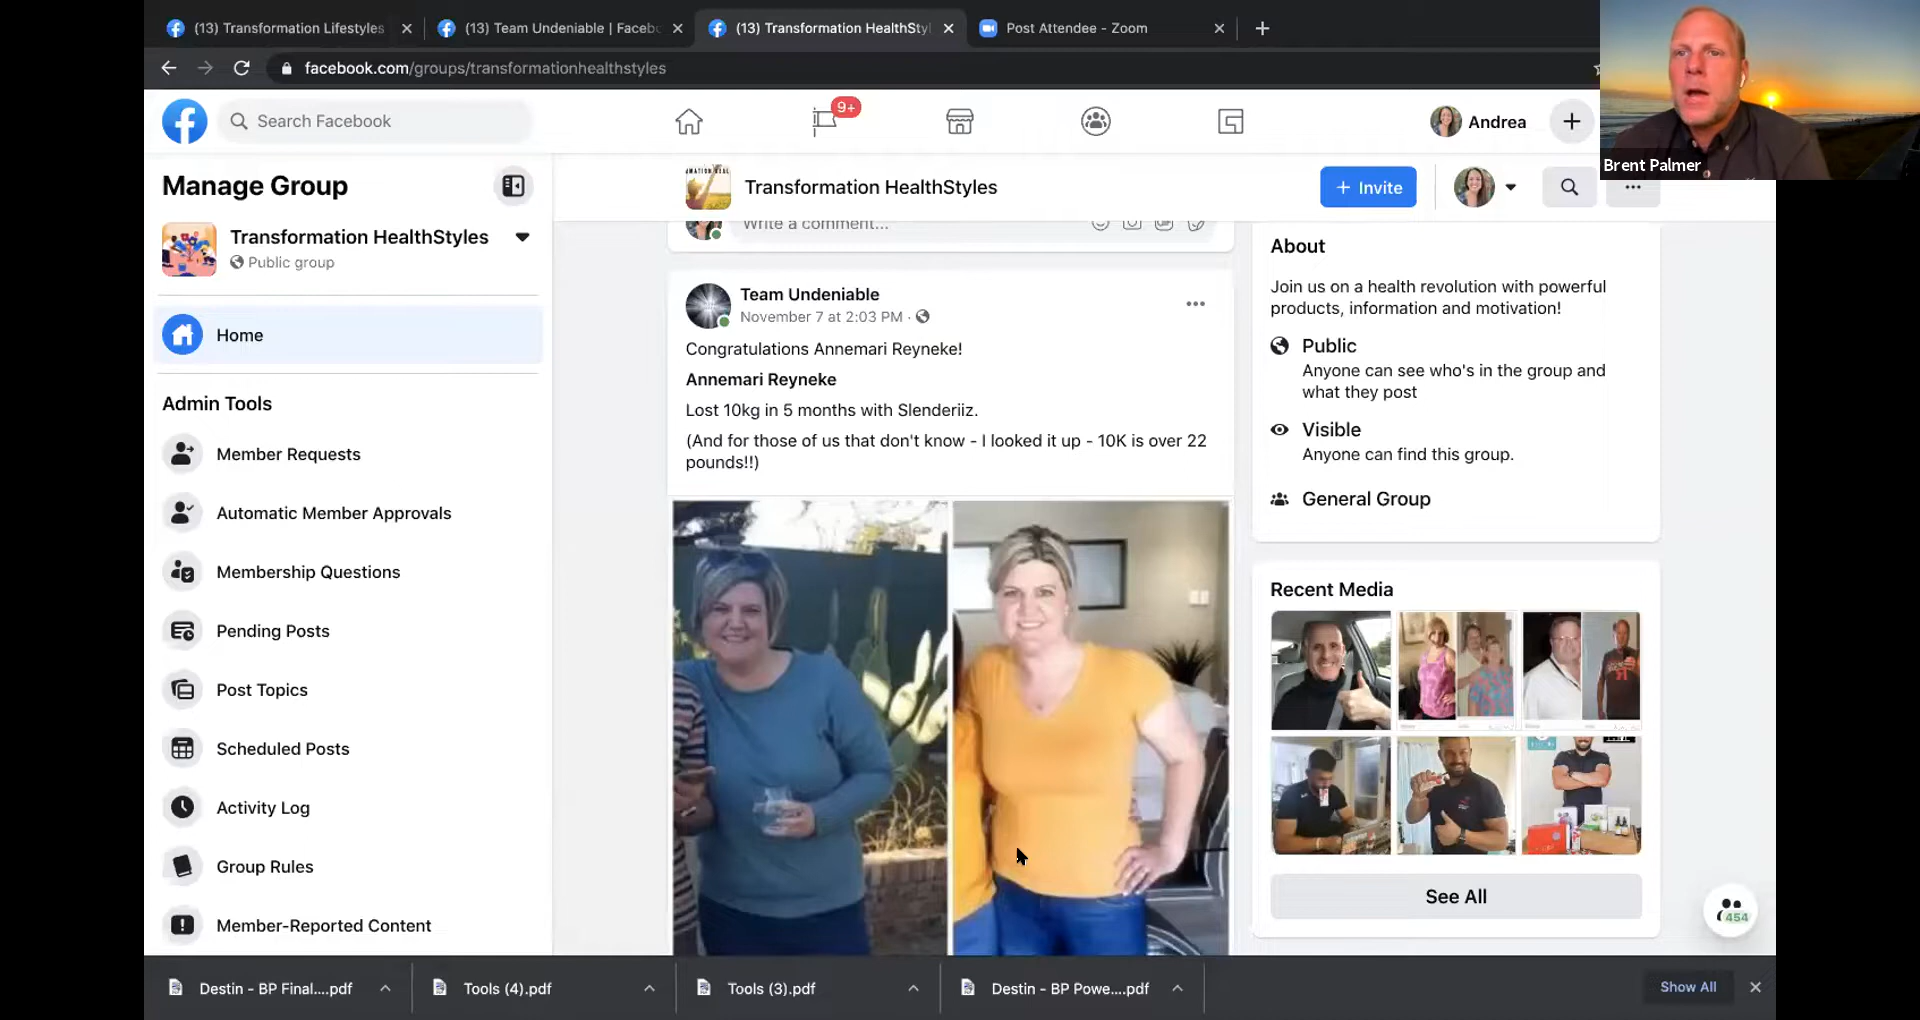 (13) Transformation Lifestyles
(13) Team Undeniable | Facebo
(13) Transformation HealthSty
Post Attendee - Zoom
facebook.com/groups/transformationhealthstyles
Search Facebook
9+
Andrea
Brent Palmer
Manage Group
Transformation HealthStyles
Public group
Home
Admin Tools
Member Requests
Automatic Member Approvals
Membership Questions
Pending Posts
Post Topics
Scheduled Posts
Activity Log
Group Rules
Member-Reported Content
Transformation HealthStyles
+ Invite
Write a comment...
Team Undeniable
November 7 at 2:03 PM ·
Congratulations Annemari Reyneke!
Annemari Reyneke
Lost 10kg in 5 months with Slenderiiz.
(And for those of us that don't know - I looked it up - 10K is over 22
pounds!!)
About
Join us on a health revolution with powerful
products, information and motivation!
Public
Anyone can see who's in the group and
what they post
Visible
Anyone can find this group.
General Group
Recent Media
See All
454
Destin - BP Final....pdf
Tools (4).pdf
Tools (3).pdf
Destin - BP Powe....pdf
Show All